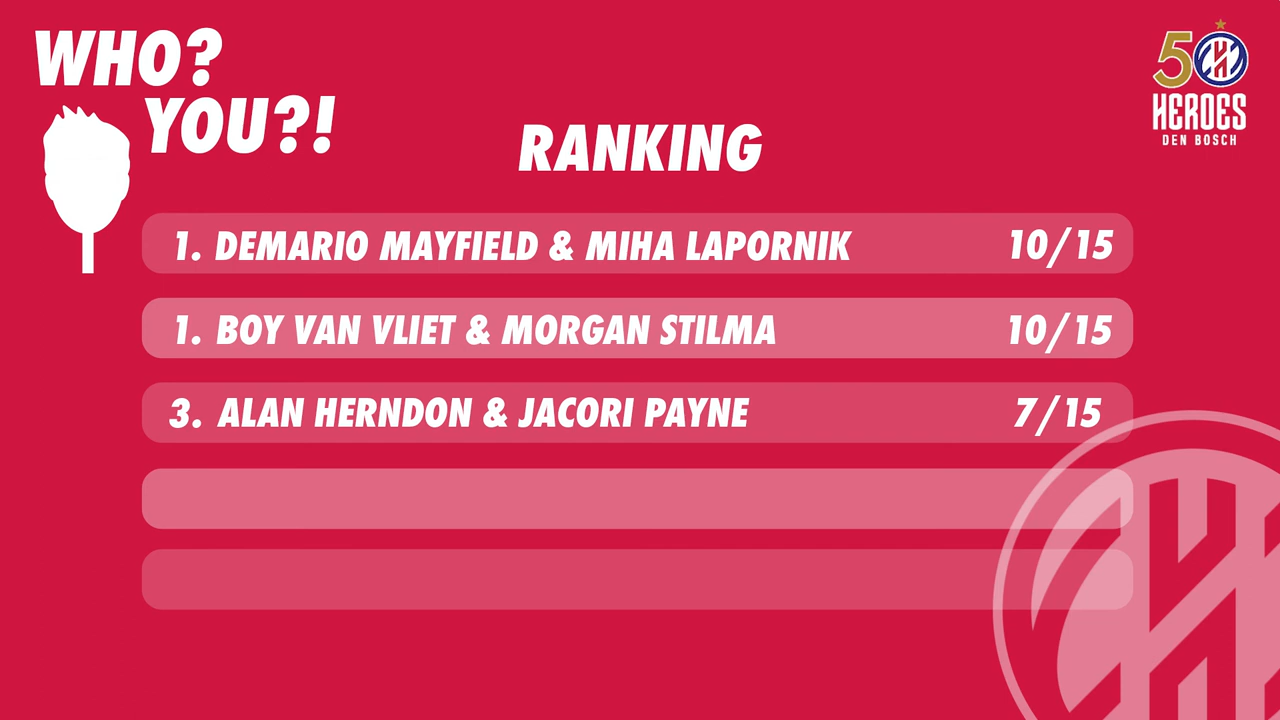 WHO?
YOU?!
50
HEROES
DEN BOSCH
RANKING
1. DEMARIO MAYFIELD & MIHA LAPORNIK 10/15
1. BOY VAN VLIET & MORGAN STILMA 10/15
3. ALAN HERNDON & JACORI PAYNE 7/15